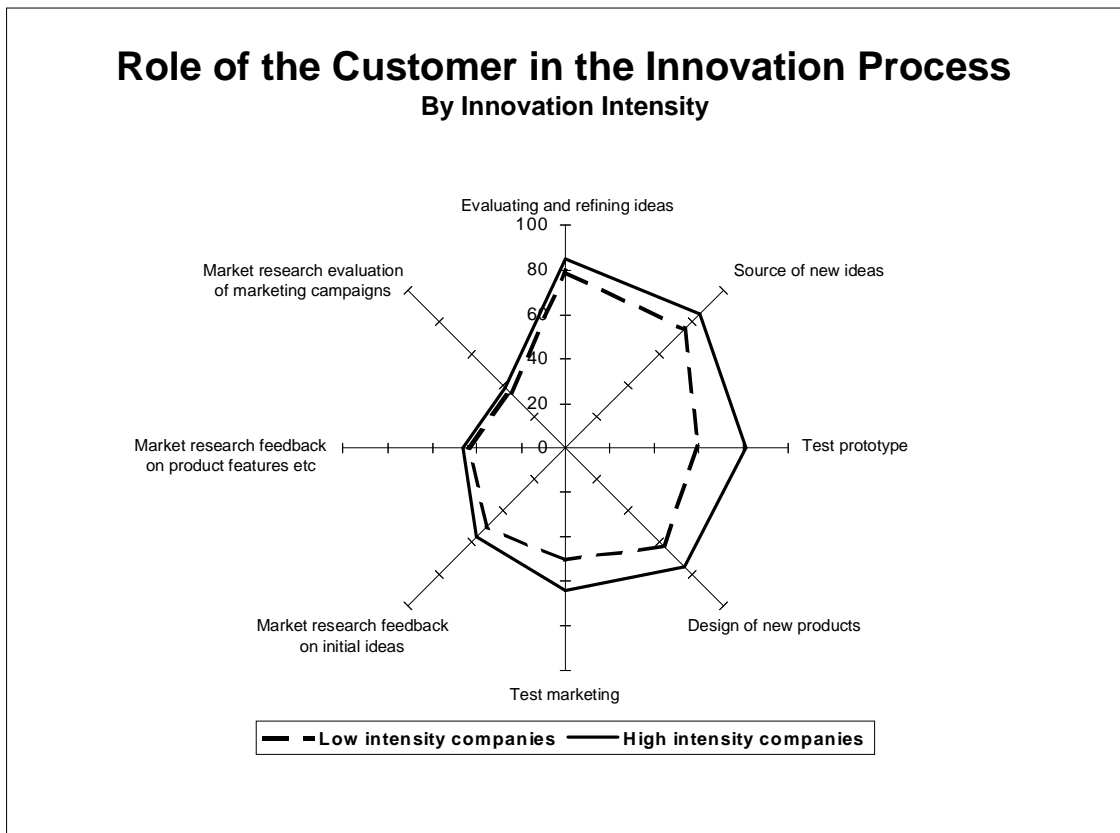 Role of the Customer in the Innovation Process
By Innovation Intensity
Evaluating and refining ideas
100
80
60
40
20
0
Source of new ideas
Test prototype
Design of new products
Test marketing
Market research feedback
on initial ideas
Market research feedback
on product features etc
Market research evaluation
of marketing campaigns
Low intensity companies
High intensity companies